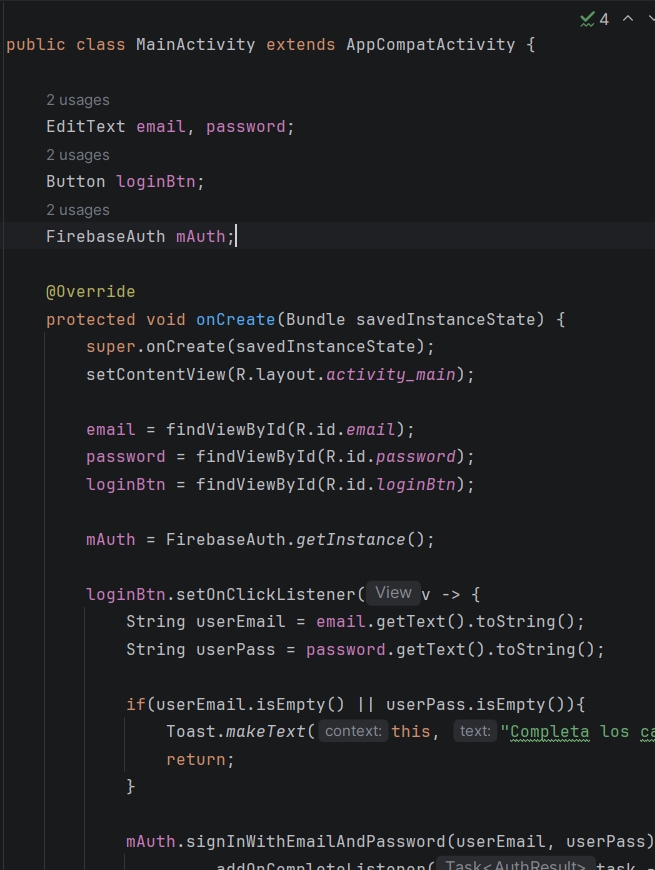 4
public class MainActivity extends AppCompatActivity {
2 usages
EditText email, password;
2 usages
Button loginBtn;
2 usages
FirebaseAuth mAuth;
@Override
protected void onCreate(Bundle savedInstanceState) {
super.onCreate(savedInstanceState);
setContentView(R.layout.activity_main);
email = findViewById(R.id.email);
password = findViewById(R.id.password);
loginBtn = findViewById(R.id.loginBtn);
mAuth = FirebaseAuth.getInstance();
loginBtn.setOnClickListener( View v -> {
String userEmail = email.getText().toString();
String userPass = password.getText().toString();
if(userEmail.isEmpty() || userPass.isEmpty()){
Toast.makeText( context: this, text: "Completa los ca
return;
}
mAuth.signInWithEmailAndPassword(userEmail, userPass)
.addOnCompleteListener( Task<AuthResult> task -